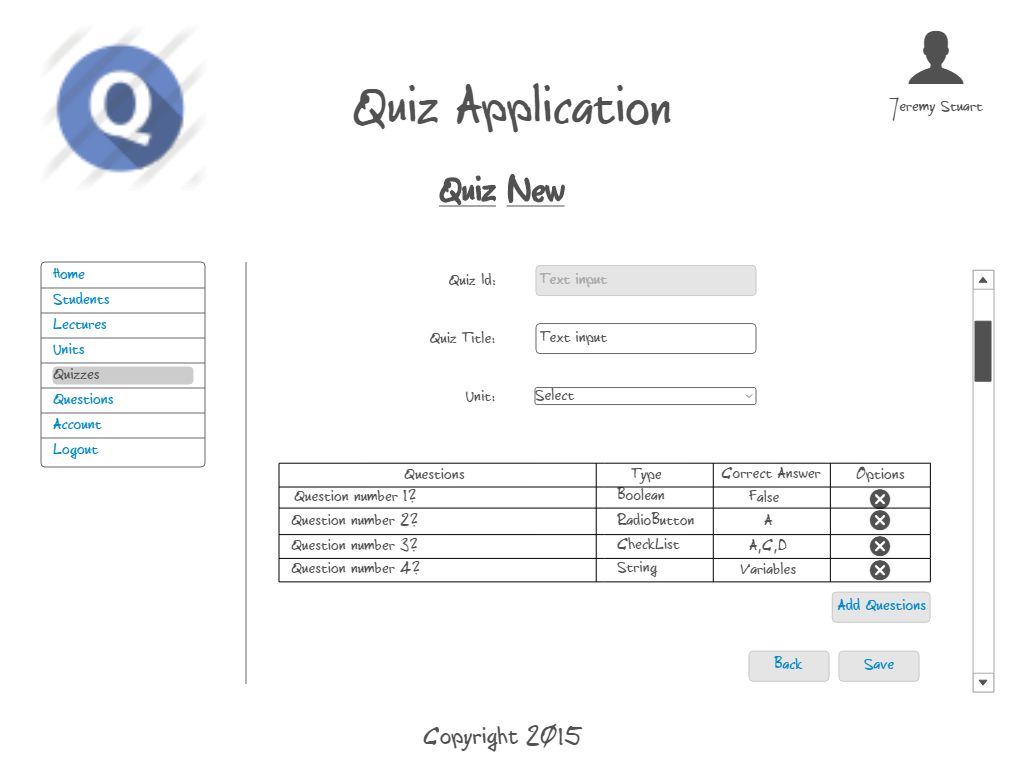 Q
Jeremy Stuart
Quiz Application
Quiz New
Home
Students
Lectures
Units
Quizzes
Questions
Account
Logout
Quiz Id: Text input
Quiz Title: Text input
Unit: Select
Questions Type Correct Answer Options
Question number 1? Boolean False
Question number 2? RadioButton A
Question number 3? CheckList A,C,D
Question number 4? String Variables
Add Questions
Back Save
Copyright 2015